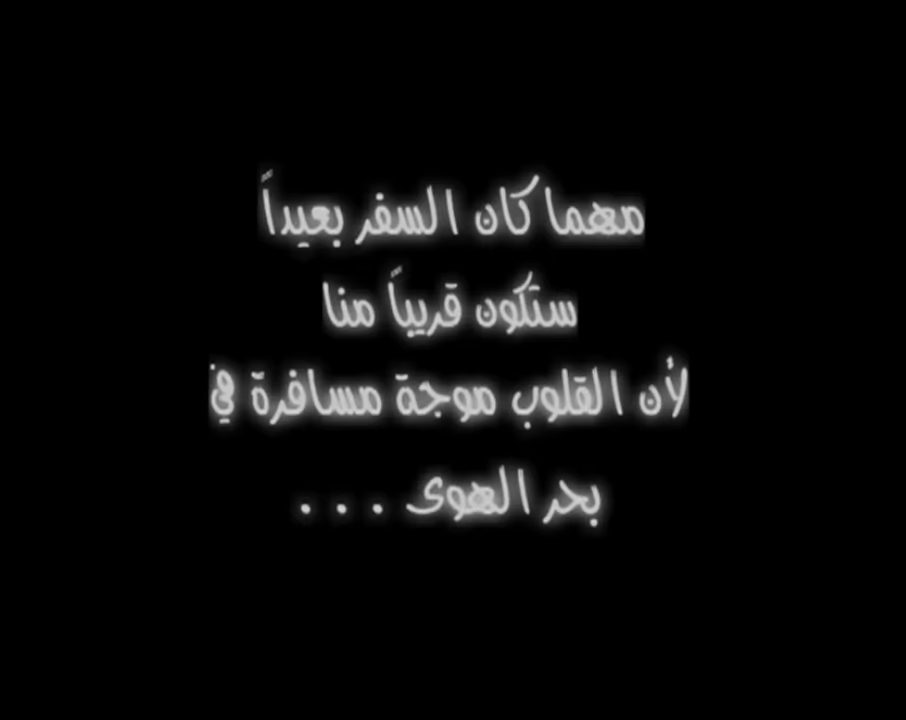 مهما كان السفر بعيداً
ستكون قريباً منا
لأن القلوب موجة مسافرة في
بحر الهوى . . .